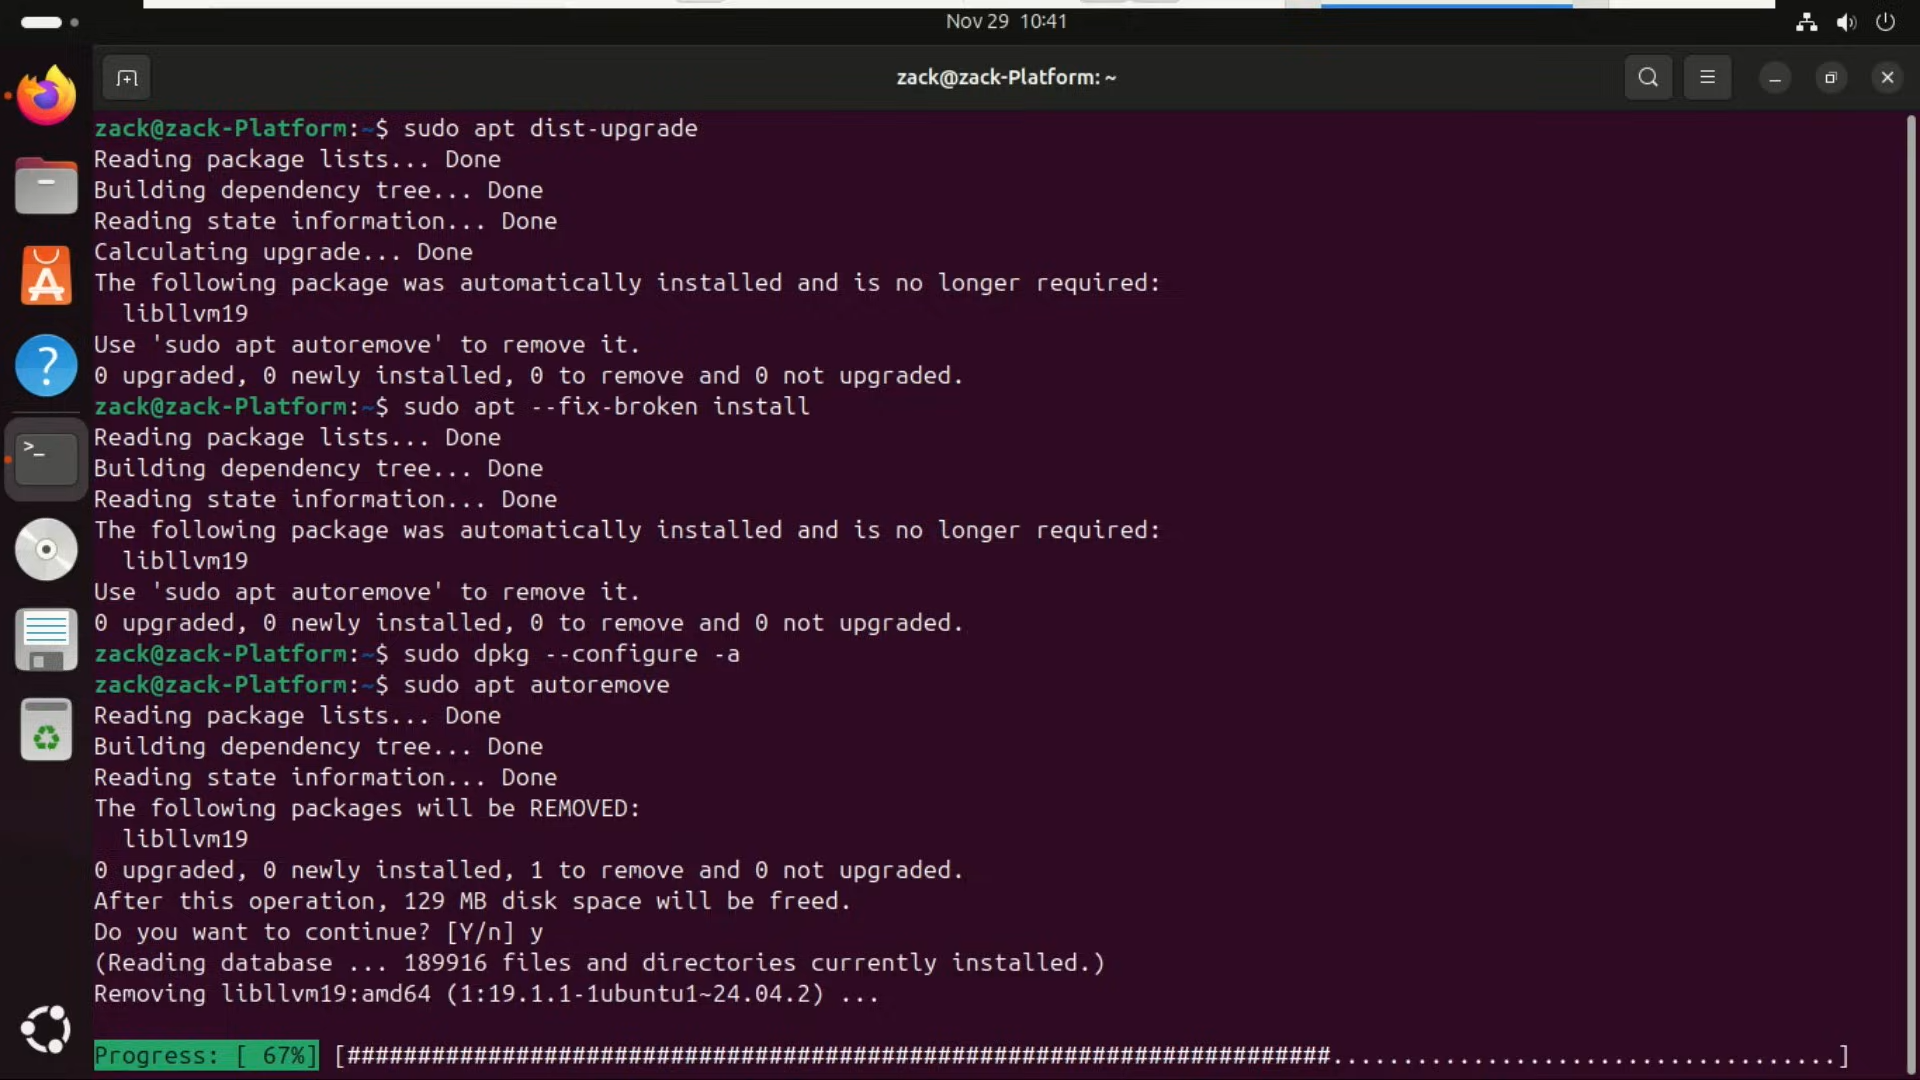 Nov 29 10:41
zack@zack-Platform: ~
zack@zack-Platform:~$ sudo apt dist-upgrade
Reading package lists... Done
Building dependency tree... Done
Reading state information... Done
Calculating upgrade... Done
The following package was automatically installed and is no longer required:
  libllvm19
Use 'sudo apt autoremove' to remove it.
0 upgraded, 0 newly installed, 0 to remove and 0 not upgraded.
zack@zack-Platform:~$ sudo apt --fix-broken install
Reading package lists... Done
Building dependency tree... Done
Reading state information... Done
The following package was automatically installed and is no longer required:
  libllvm19
Use 'sudo apt autoremove' to remove it.
0 upgraded, 0 newly installed, 0 to remove and 0 not upgraded.
zack@zack-Platform:~$ sudo dpkg --configure -a
zack@zack-Platform:~$ sudo apt autoremove
Reading package lists... Done
Building dependency tree... Done
Reading state information... Done
The following packages will be REMOVED:
  libllvm19
0 upgraded, 0 newly installed, 1 to remove and 0 not upgraded.
After this operation, 129 MB disk space will be freed.
Do you want to continue? [Y/n] y
(Reading database ... 189916 files and directories currently installed.)
Removing libllvm19:amd64 (1:19.1.1-1ubuntu1~24.04.2) ...
Progress: [ 67%] [######################################################################....................................]